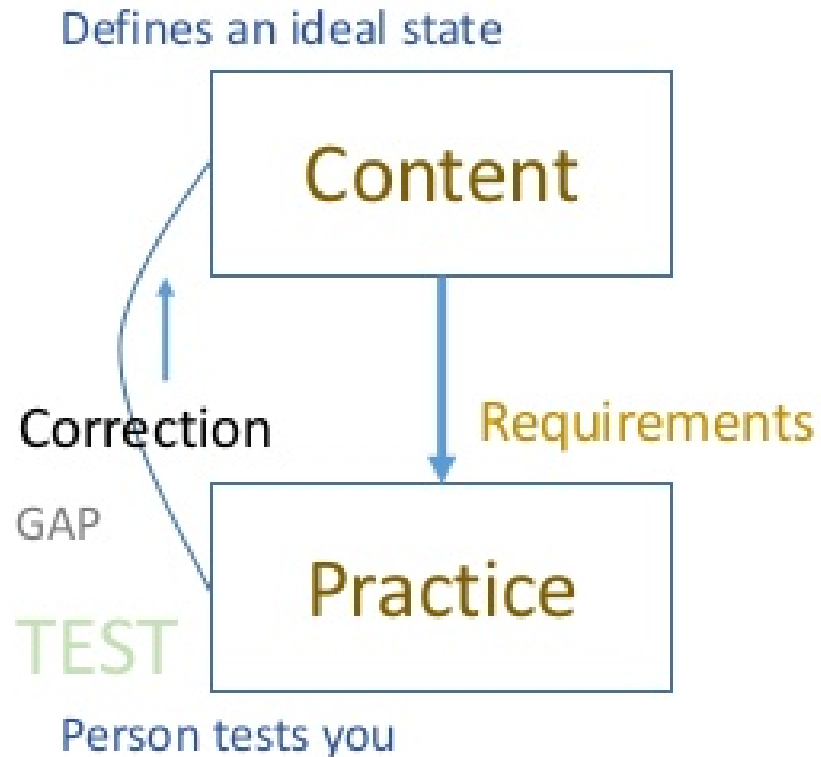 Defines an ideal state
Content
Requirements
Correction
GAP
Practice
TEST
Person tests you